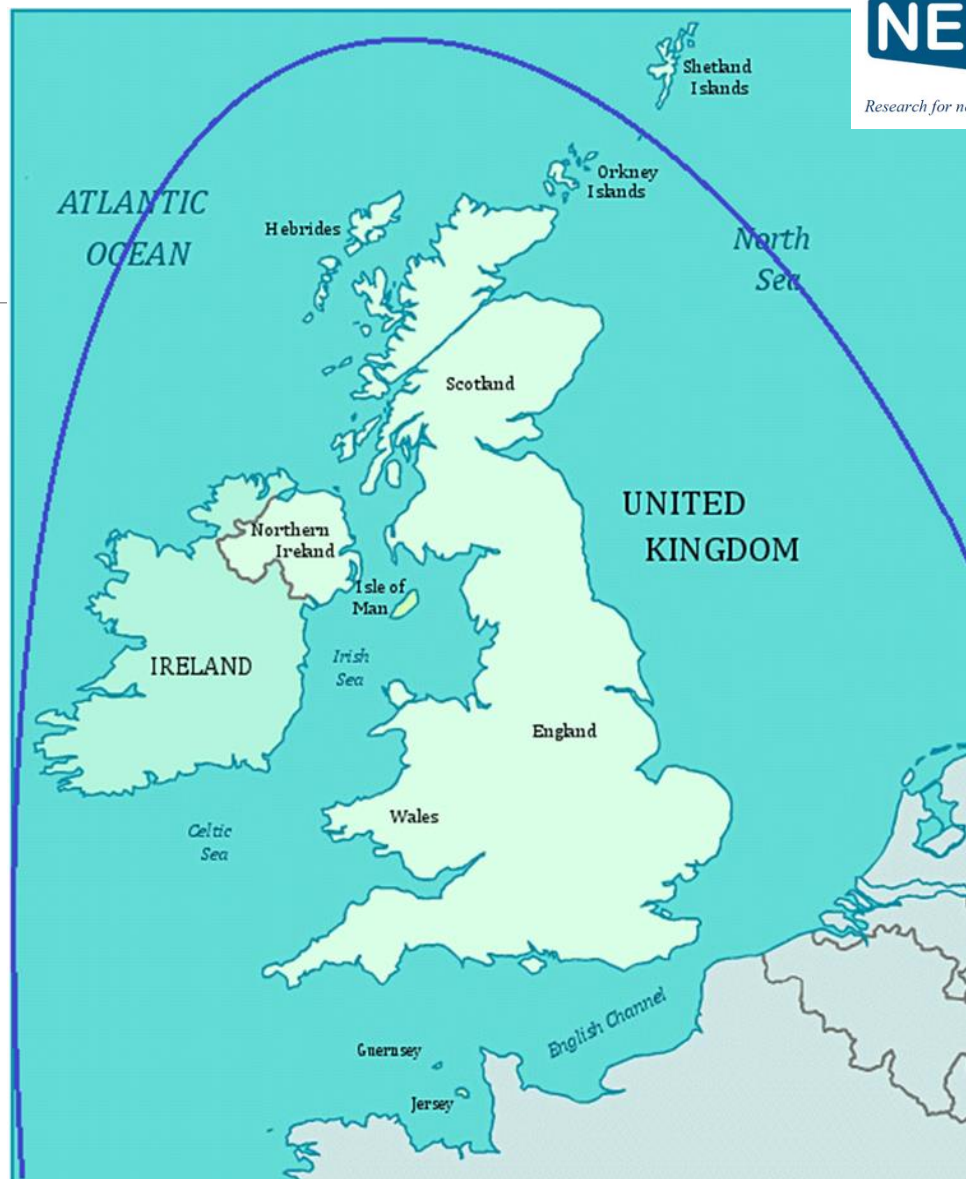 NE
Research for n
Shetland
Islands
Orkney
Islands
ATLANTIC
OCEAN
Hebrides
North
Sea
Scotland
UNITED
KINGDOM
Northern
Ireland
Isle of
Man
IRELAND
Irish
Sea
England
Wales
Celtic
Sea
English Channel
Guernsey
Jersey